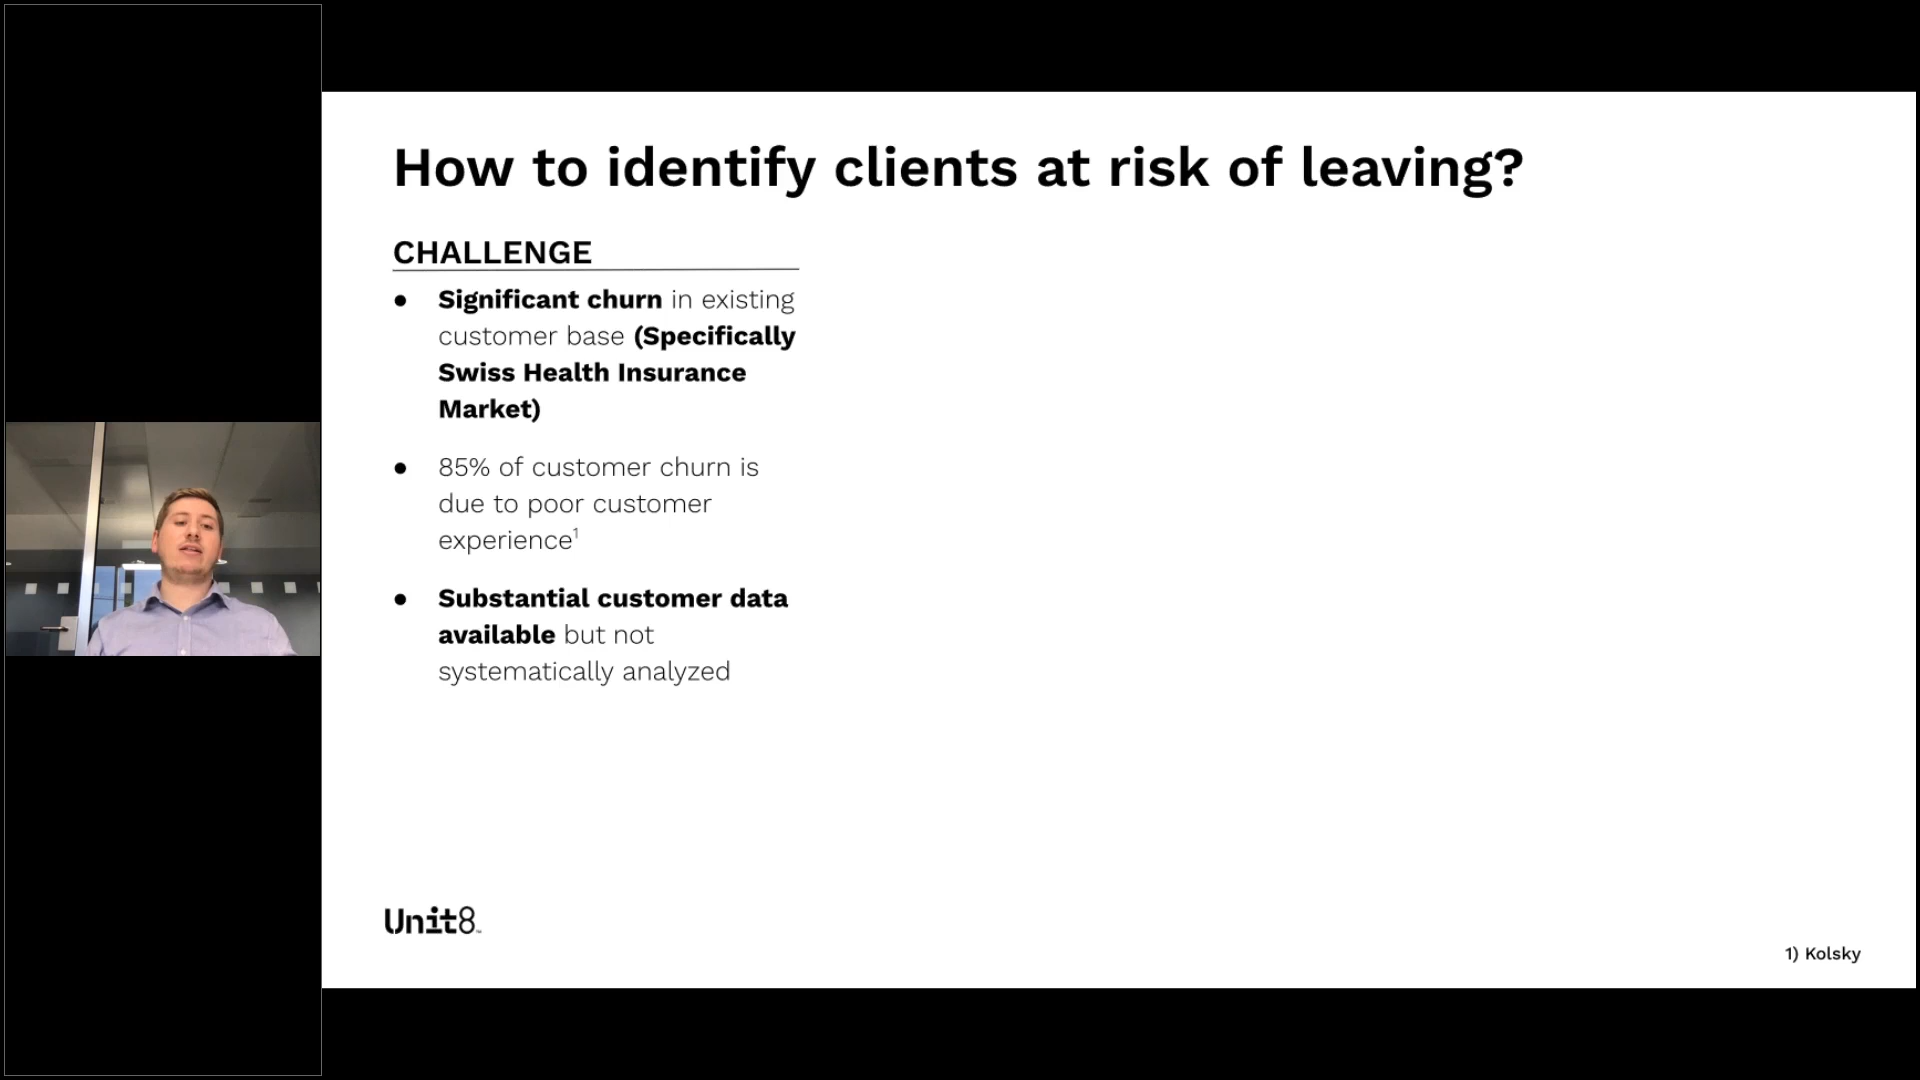 How to identify clients at risk of leaving?
CHALLENGE
● Significant churn in existing
customer base (Specifically
Swiss Health Insurance
Market)
● 85% of customer churn is
due to poor customer
experience¹
● Substantial customer data
available but not
systematically analyzed
Unit8™
1) Kolsky